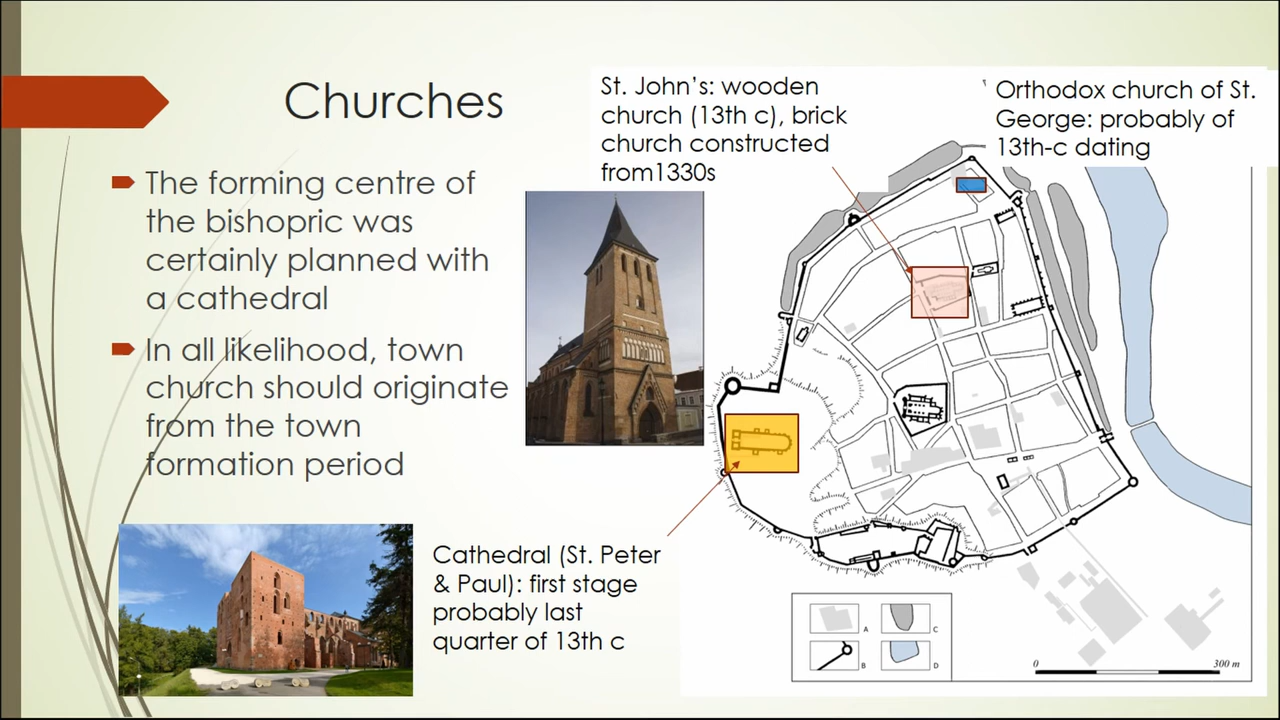 Churches
The forming centre of
the bishopric was
certainly planned with
a cathedral
In all likelihood, town
church should originate
from the town
formation period
St. John's: wooden
church (13th c), brick
church constructed
from1330s
Orthodox church of St.
George: probably of
13th-c dating
Cathedral (St. Peter
& Paul): first stage
probably last
quarter of 13th c
A
C
B
D
0
300 m